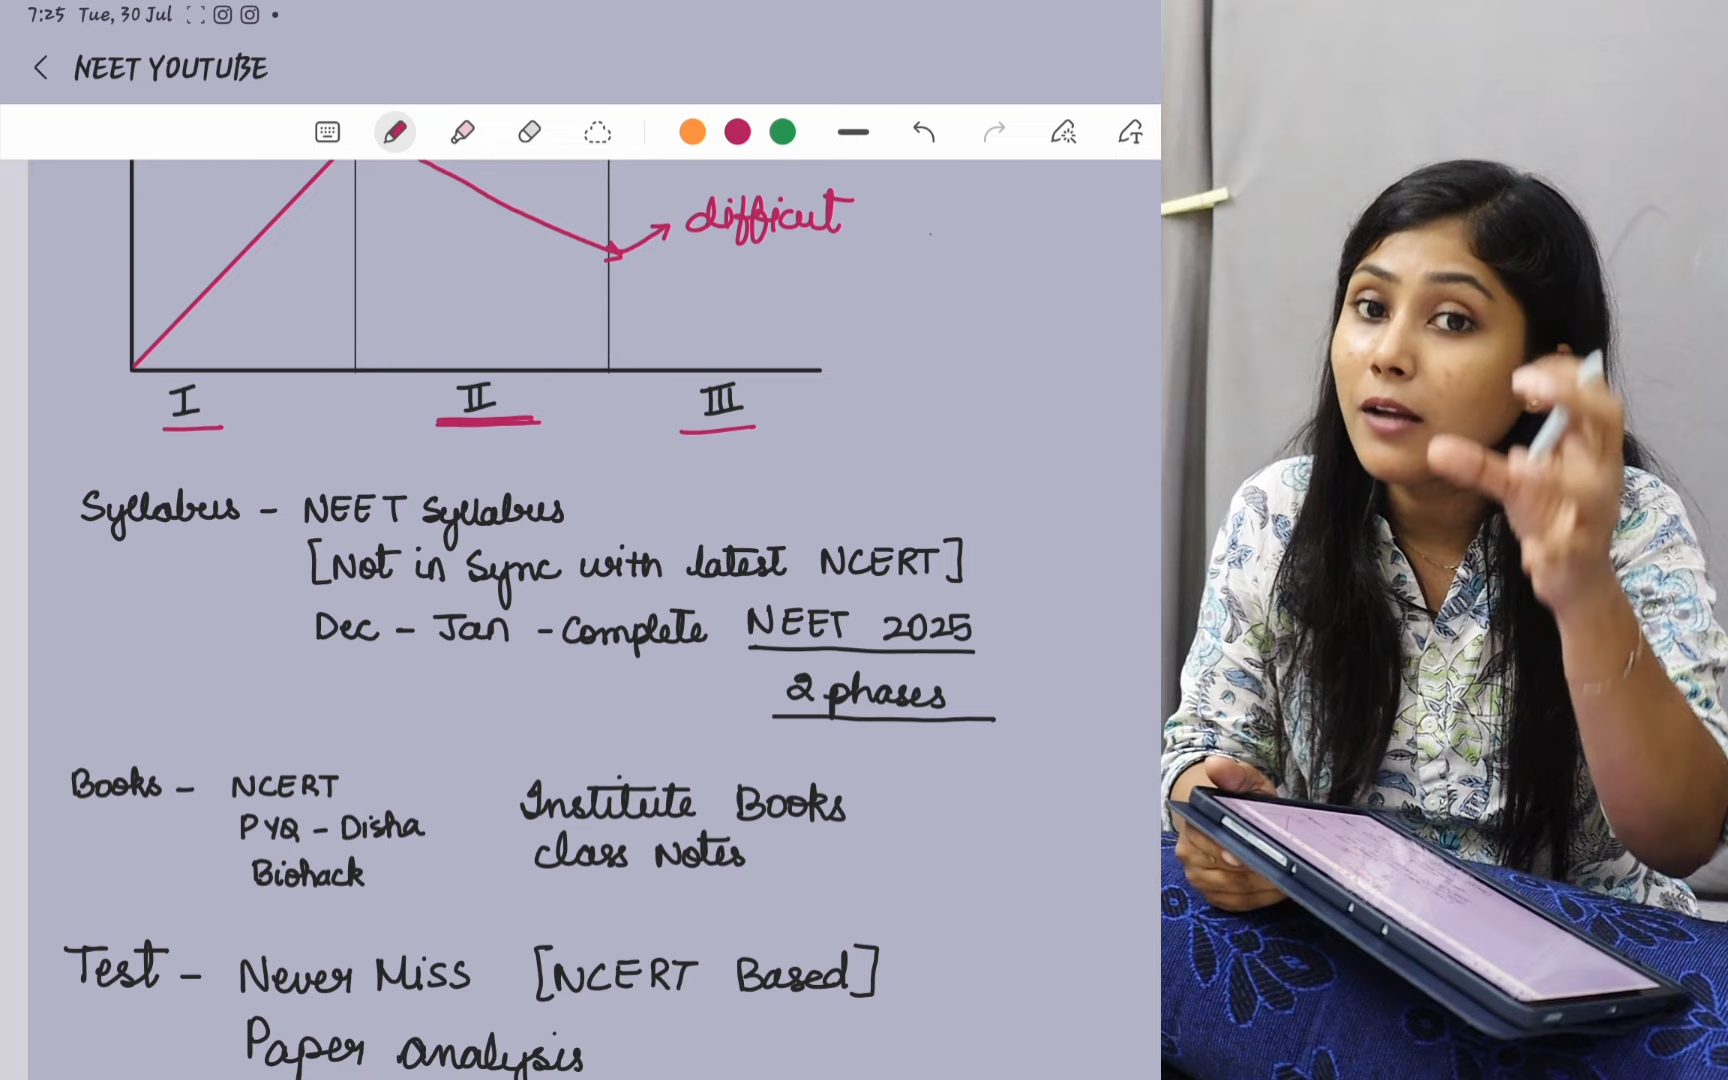 7:25 Tue, 30 Jul
NEET YOUTUBE
difficut
I II III
Syllabus - NEET Syllabus
[Not in Sync with latest NCERT]
Dec - Jan - Complete NEET 2025
2 phases
Books - NCERT
PYQ - Disha
Biohack
Institute Books
Class Notes
Test - Never Miss [NCERT Based]
Paper analysis